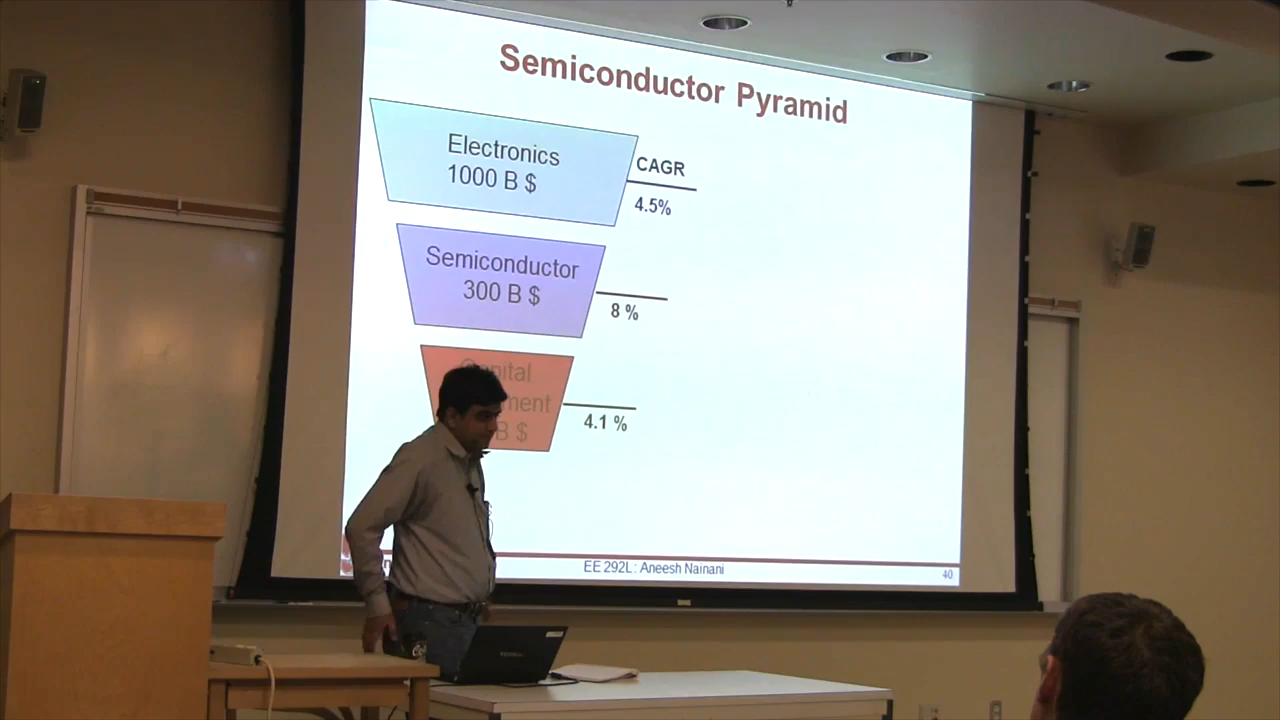 Semiconductor Pyramid
Electronics
1000 B $
CAGR
4.5%
Semiconductor
300 B $
8 %
4.1 %
B $
EE 292L : Aneesh Nainani
40